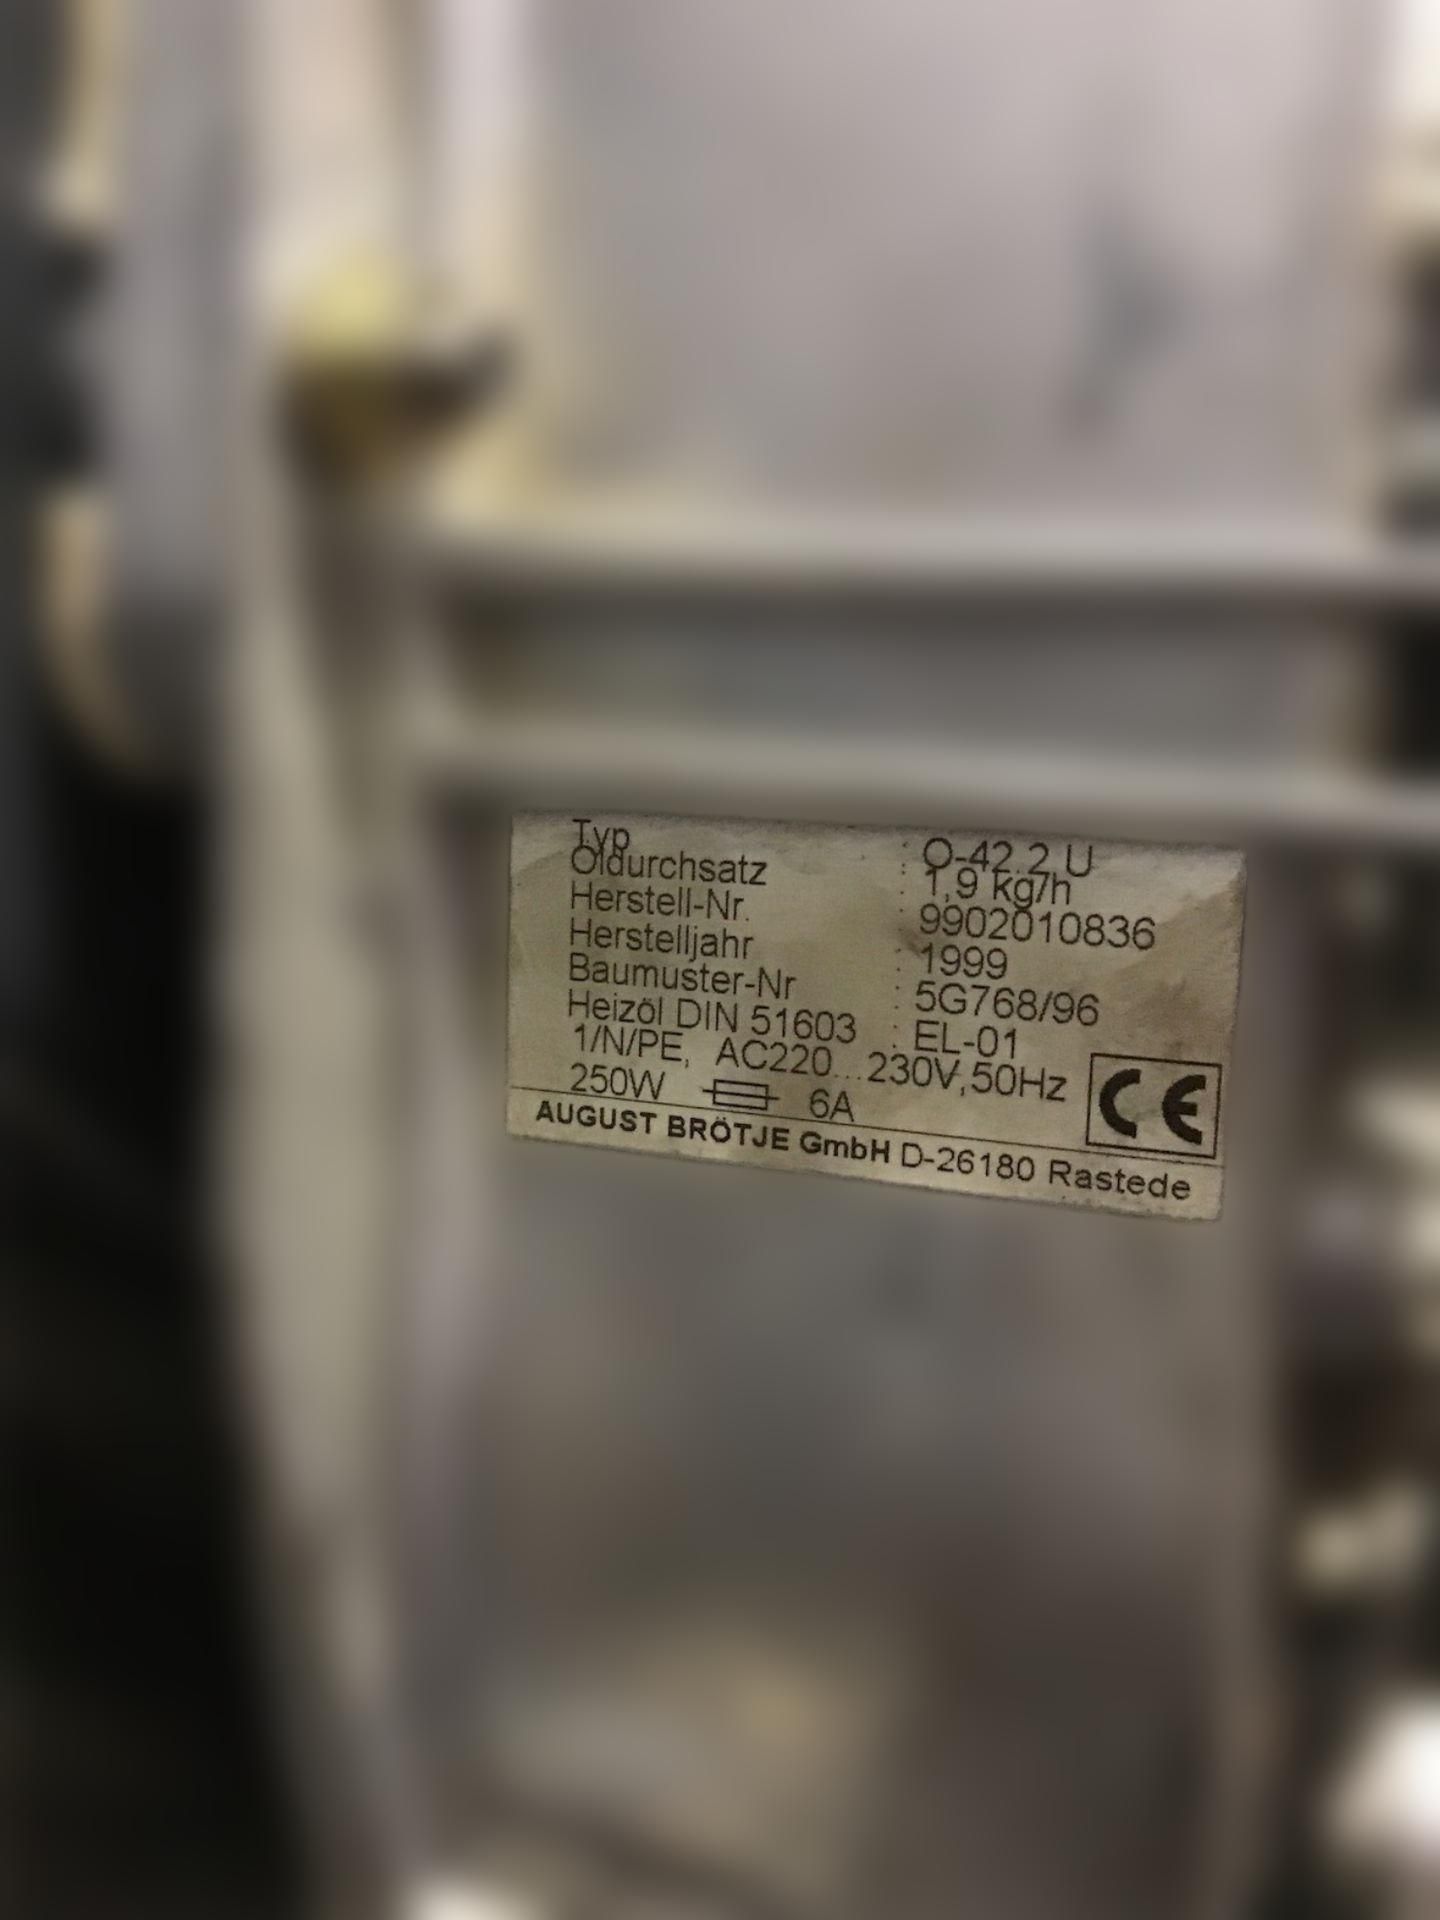 Typ : O-42.2 U
Öldurchsatz : 1,9 kg/h
Herstell-Nr. : 9902010836
Herstelljahr : 1999
Baumuster-Nr : 5G768/96
Heizöl DIN 51603 : EL-01
1/N/PE, AC220...230V,50Hz
250W 6A CE
AUGUST BRÖTJE GmbH D-26180 Rastede